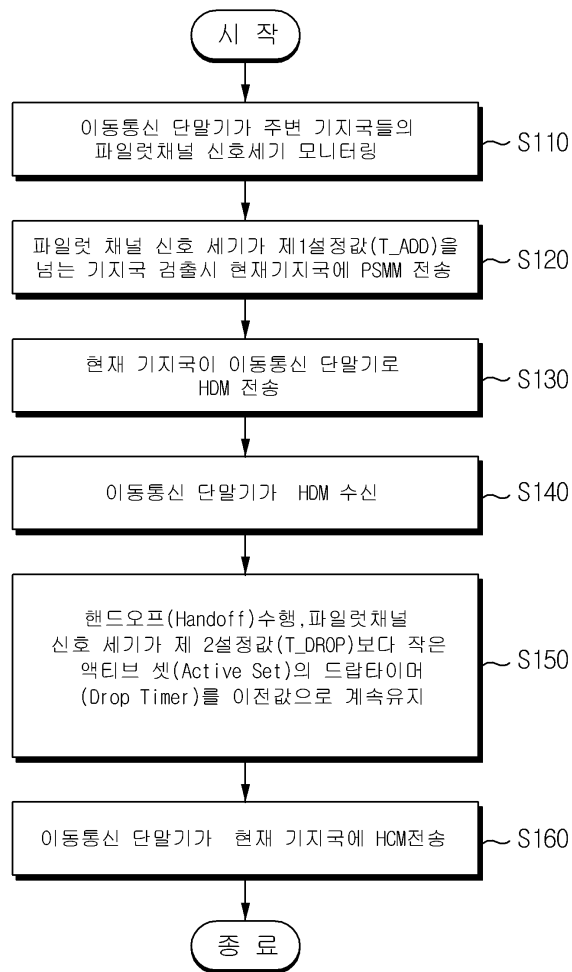 시 작
이동통신 단말기가 주변 기지국들의
파일럿채널 신호세기 모니터링
S110
파일럿 채널 신호 세기가 제1설정값(T_ADD)을
넘는 기지국 검출시 현재기지국에 PSMM 전송
S120
현재 기지국이 이동통신 단말기로
HDM 전송
S130
이동통신 단말기가 HDM 수신
S140
핸드오프(Handoff)수행,파일럿채널
신호 세기가 제 2설정값(T_DROP)보다 작은
액티브 셋(Active Set)의 드랍타이머
(Drop Timer)를 이전값으로 계속유지
S150
이동통신 단말기가 현재 기지국에 HCM전송
S160
종 료